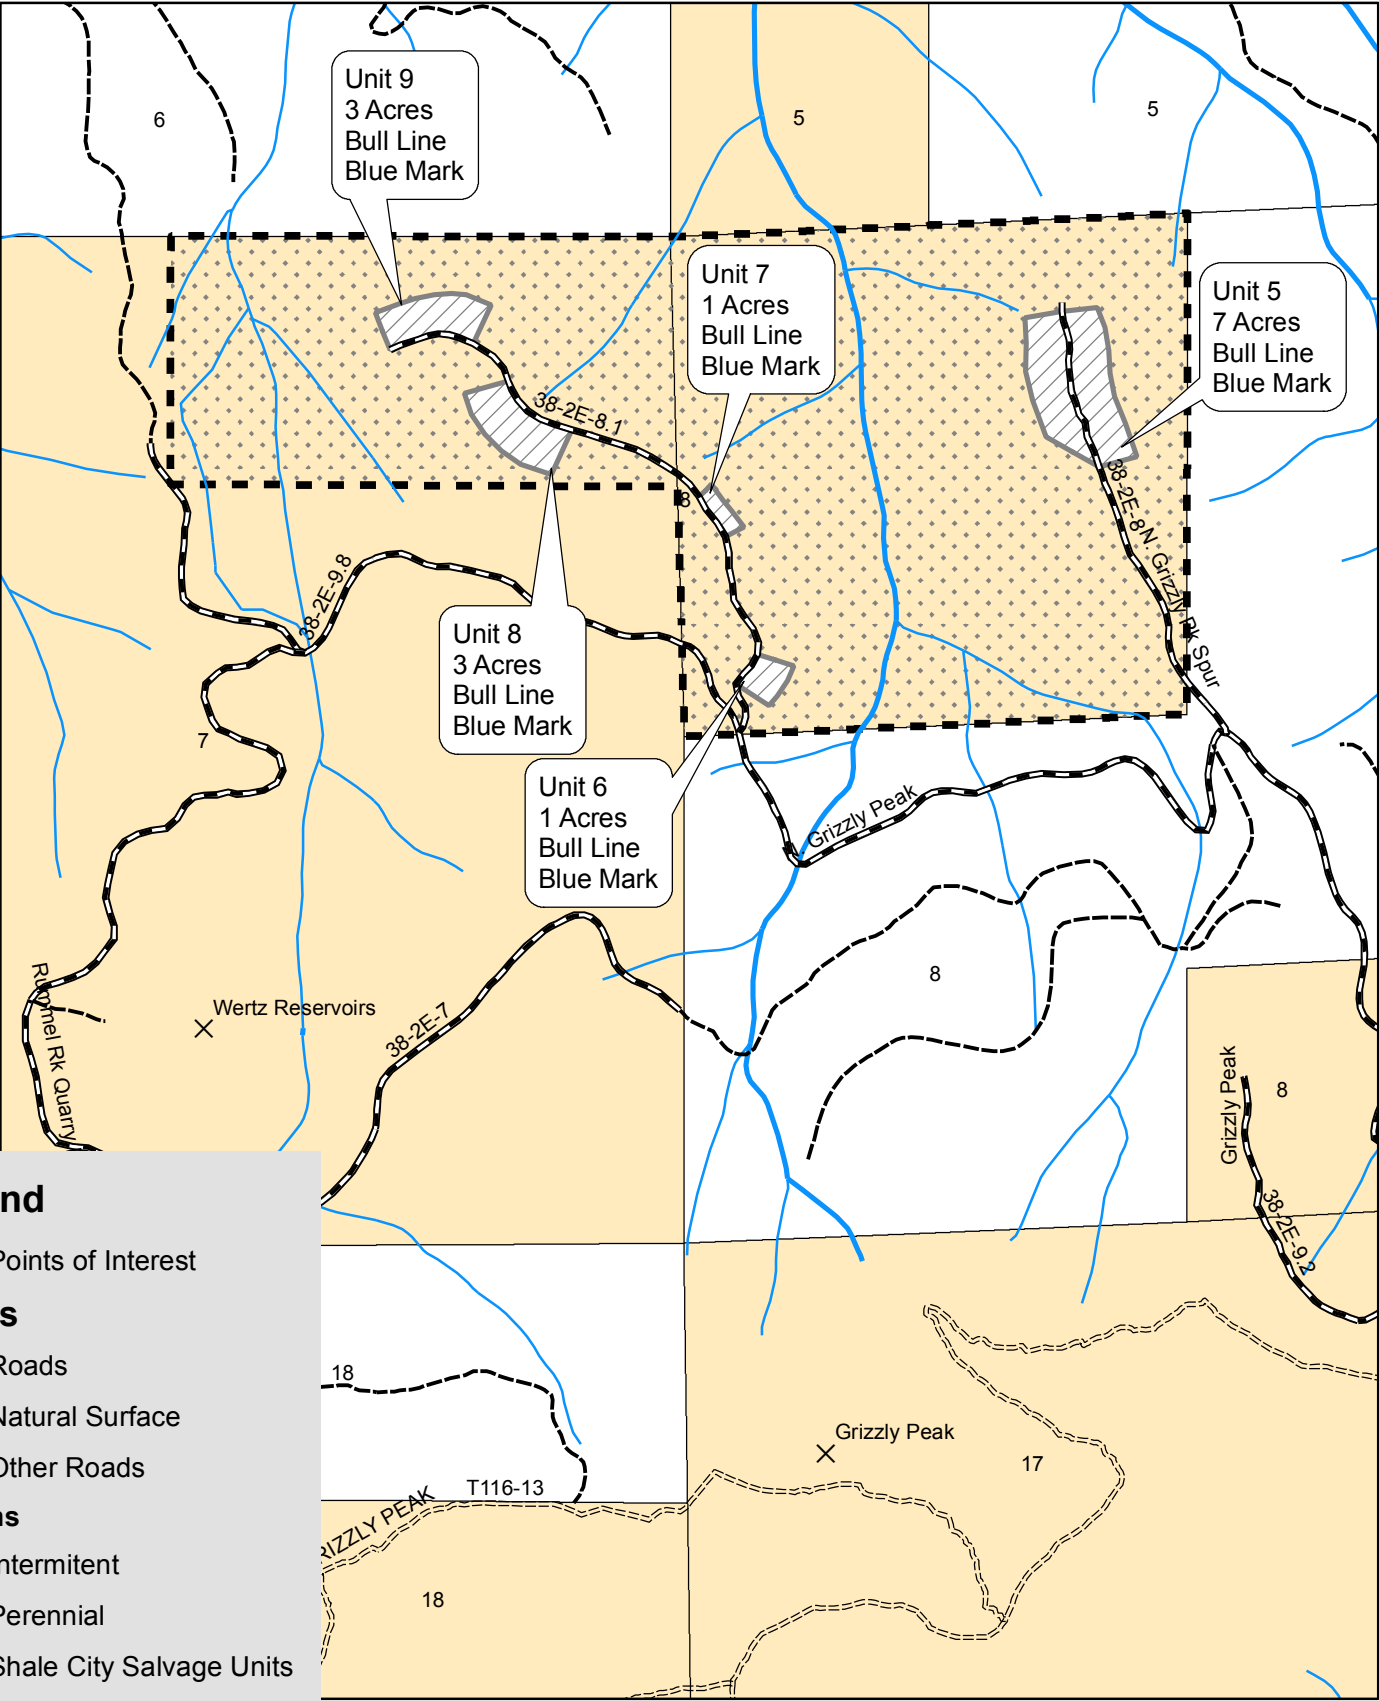 Unit 9
3 Acres
Bull Line
Blue Mark
6
5
5
Unit 7
1 Acres
Bull Line
Blue Mark
Unit 5
7 Acres
Bull Line
Blue Mark
38-2E-8.1
38-2E-8
N. Grizzly Pk Spur
8
38-2E-9.8
Unit 8
3 Acres
Bull Line
Blue Mark
7
Unit 6
1 Acres
Bull Line
Blue Mark
Grizzly Peak
8
Rummel Rk Quarry
Wertz Reservoirs
38-2E-7
Grizzly Peak
8
38-2E-9.2
nd
Points of Interest
s
Roads
Natural Surface
Other Roads
ns
ntermitent
Perennial
Shale City Salvage Units
18
Grizzly Peak
17
T116-13
RIZZLY PEAK
18